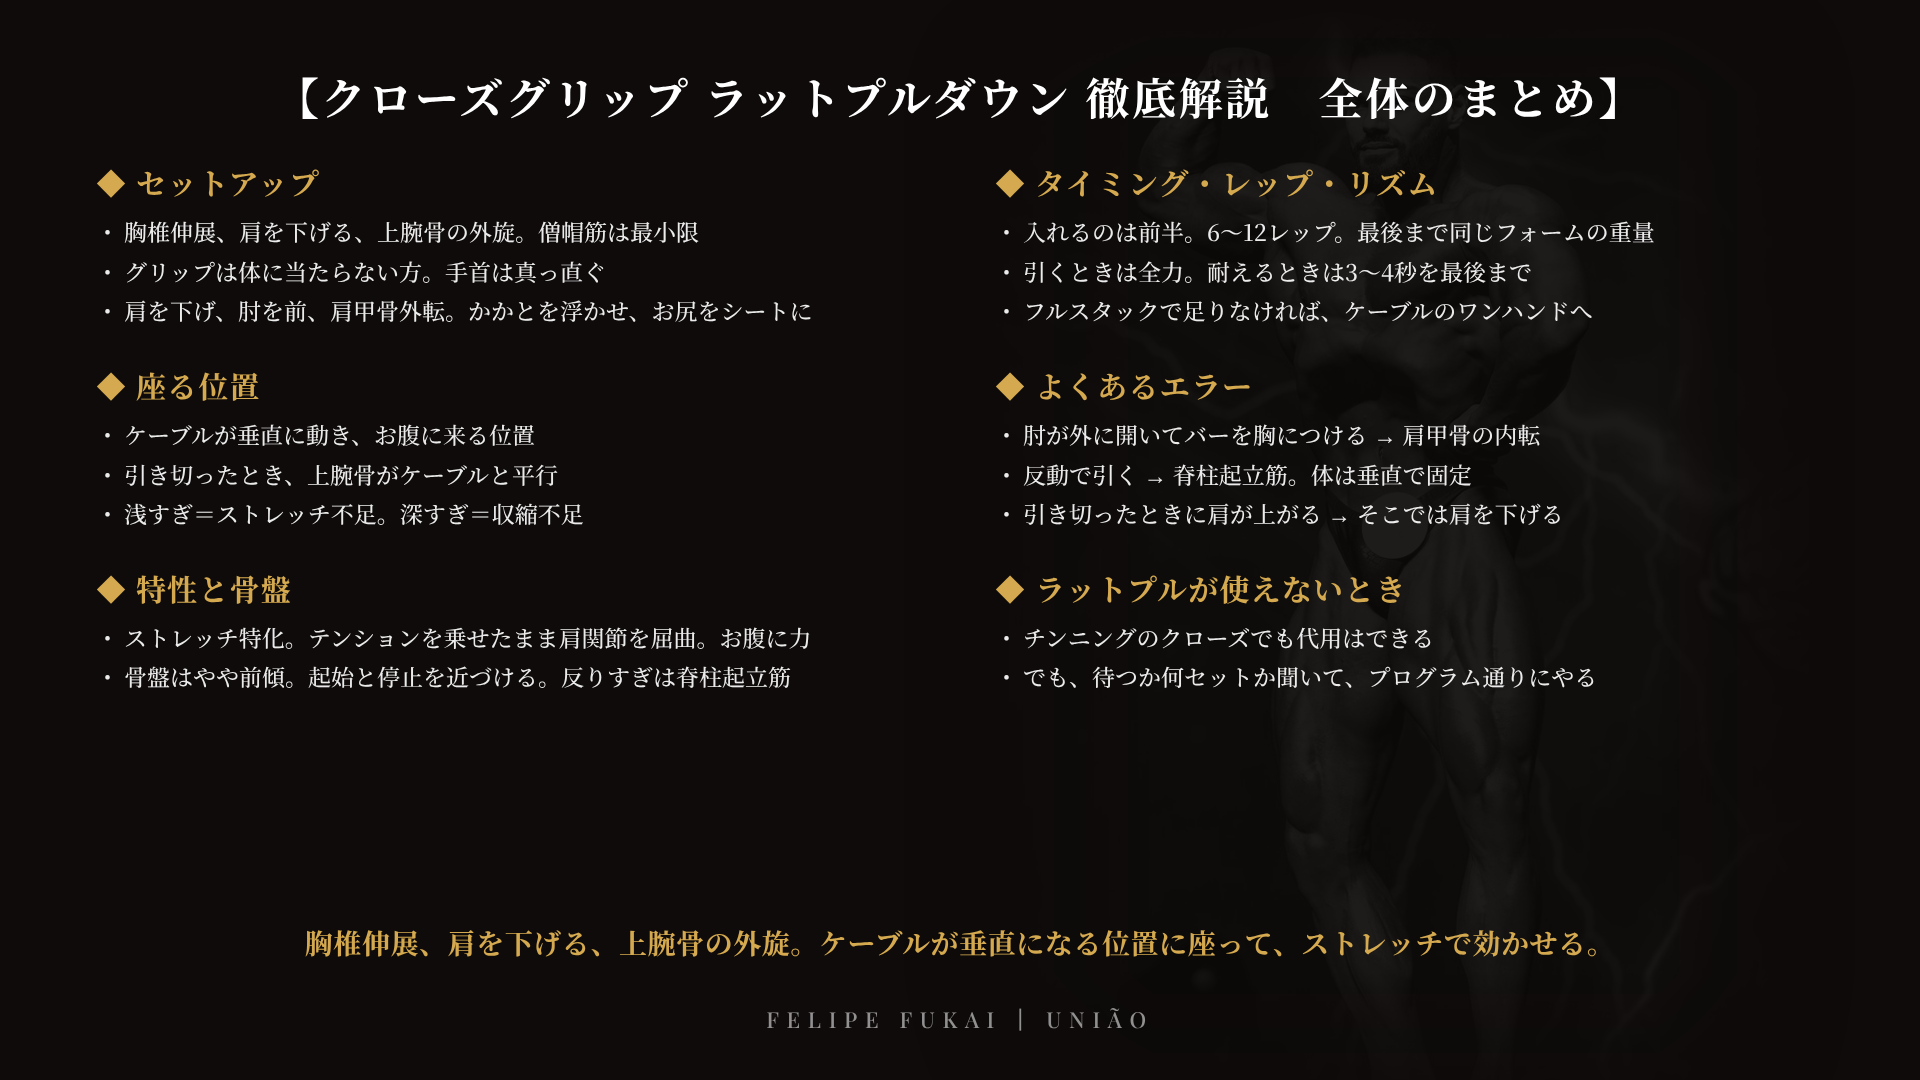 【クローズグリップ ラットプルダウン 徹底解説　全体のまとめ】
◆ セットアップ
・ 胸椎伸展、肩を下げる、上腕骨の外旋。僧帽筋は最小限
・ グリップは体に当たらない方。手首は真っ直ぐ
・ 肩を下げ、肘を前、肩甲骨外転。かかとを浮かせ、お尻をシートに
◆ 座る位置
・ ケーブルが垂直に動き、お腹に来る位置
・ 引き切ったとき、上腕骨がケーブルと平行
・ 浅すぎ＝ストレッチ不足。深すぎ＝収縮不足
◆ 特性と骨盤
・ ストレッチ特化。テンションを乗せたまま肩関節を屈曲。お腹に力
・ 骨盤はやや前傾。起始と停止を近づける。反りすぎは脊柱起立筋
◆ タイミング・レップ・リズム
・ 入れるのは前半。6〜12レップ。最後まで同じフォームの重量
・ 引くときは全力。耐えるときは3〜4秒を最後まで
・ フルスタックで足りなければ、ケーブルのワンハンドへ
◆ よくあるエラー
・ 肘が外に開いてバーを胸につける → 肩甲骨の内転
・ 反動で引く → 脊柱起立筋。体は垂直で固定
・ 引き切ったときに肩が上がる → そこでは肩を下げる
◆ ラットプルが使えないとき
・ チンニングのクローズでも代用はできる
・ でも、待つか何セットか聞いて、プログラム通りにやる
胸椎伸展、肩を下げる、上腕骨の外旋。ケーブルが垂直になる位置に座って、ストレッチで効かせる。
FELIPE FUKAI | UNIÃO